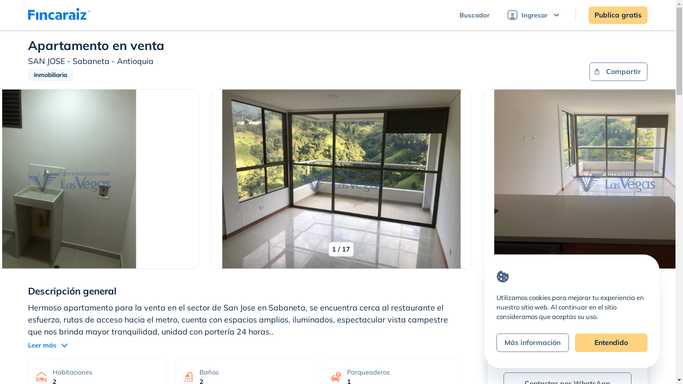 Fincaraiz
Buscador
Ingresar
Publica gratis
Apartamento en venta
SAN JOSE - Sabaneta - Antioquia
Inmobiliaria
Compartir
Las Vegas
Las Vegas
Las Vegas
1 / 17
Descripción general
Hermoso apartamento para la venta en el sector de San Jose en Sabaneta, se encuentra cerca al restaurante el
esfuerzo, rutas de acceso hacia el metro, cuenta con espacios amplios, iluminados, espectacular vista campestre
que nos brinda mayor tranquilidad, unidad con portería 24 horas..
Leer más
Habitaciones
2
Baños
2
Parqueaderos
1
Utilizamos cookies para mejorar tu experiencia en
nuestro sitio web. Al continuar en el sitio
consideramos que aceptas su uso.
Más información
Entendido
Contactar por WhatsApp